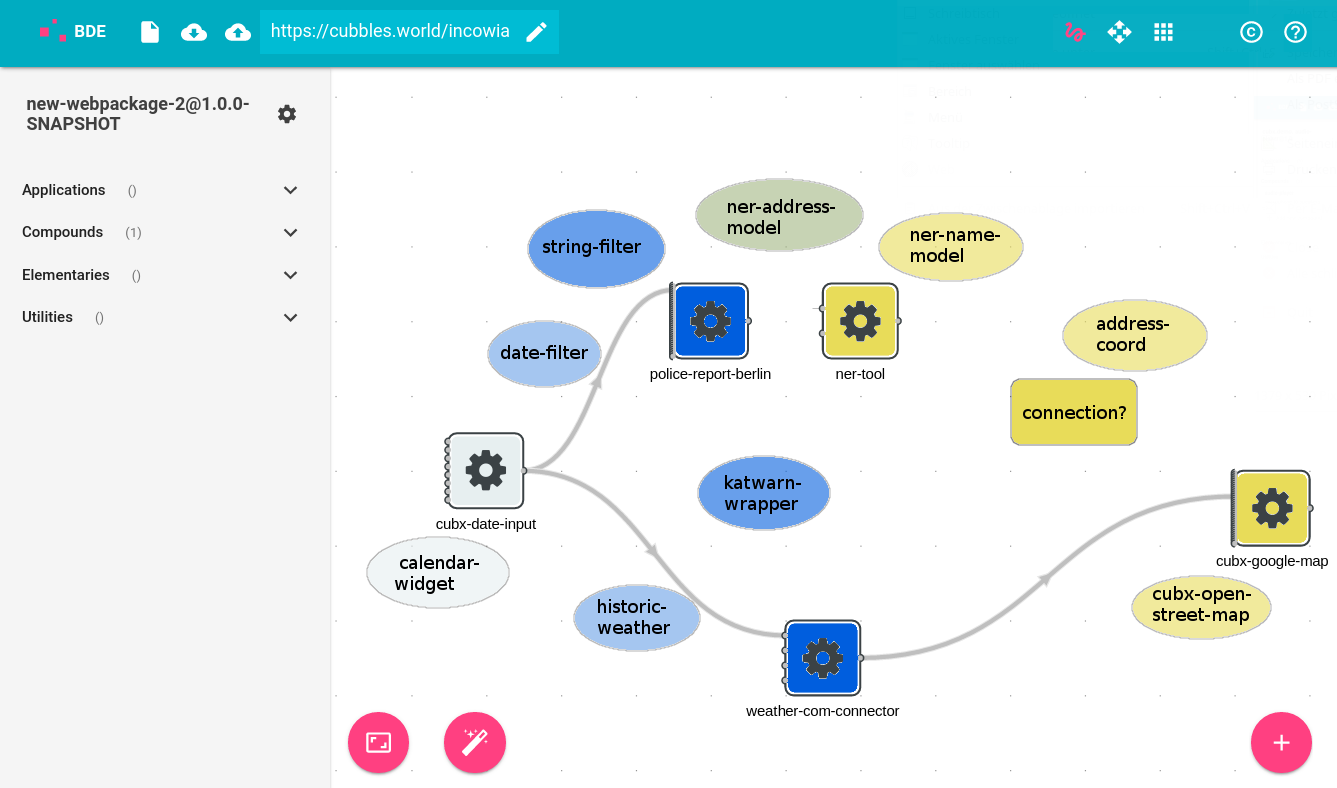 BDE
https://cubbles.world/incowia
new-webpackage-2@1.0.0-
SNAPSHOT
Applications ()
Compounds (1)
Elementaries ()
Utilities ()
ner-address-
model
string-filter
ner-name-
model
address-
coord
date-filter
police-report-berlin
ner-tool
connection?
katwarn-
wrapper
cubx-date-input
calendar-
widget
cubx-google-map
cubx-open-
street-map
historic-
weather
weather-com-connector